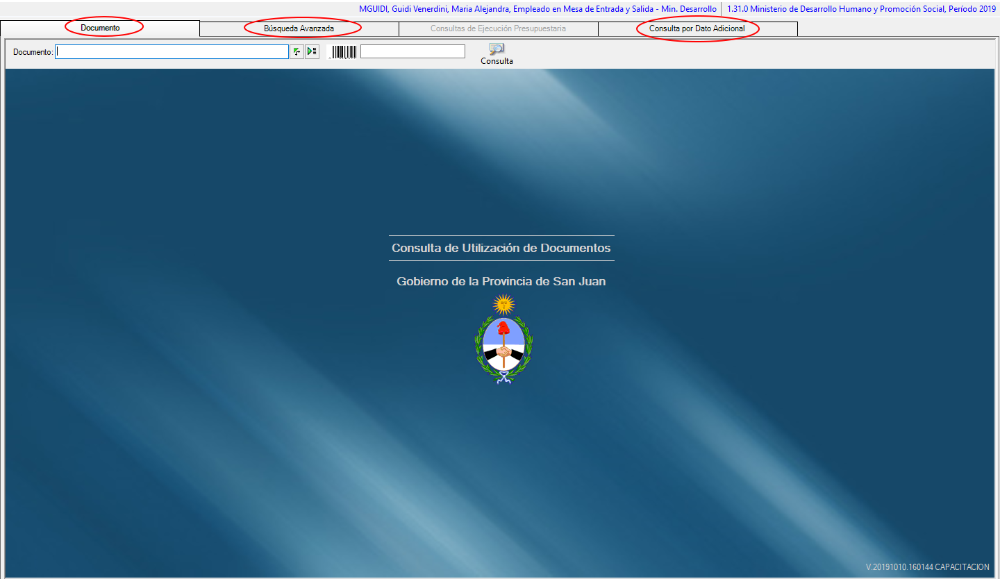 MGUIDI, Guidi Venerdini, Maria Alejandra, Empleado en Mesa de Entrada y Salida - Min. Desarrollo 1.31.0 Ministerio de Desarrollo Humano y Promoción Social, Período 2019
Documento Búsqueda Avanzada Consultas de Ejecución Presupuestaria Consulta por Dato Adicional
Documento:
Consulta
Consulta de Utilización de Documentos
Gobierno de la Provincia de San Juan
V.20191010.160144 CAPACITACION